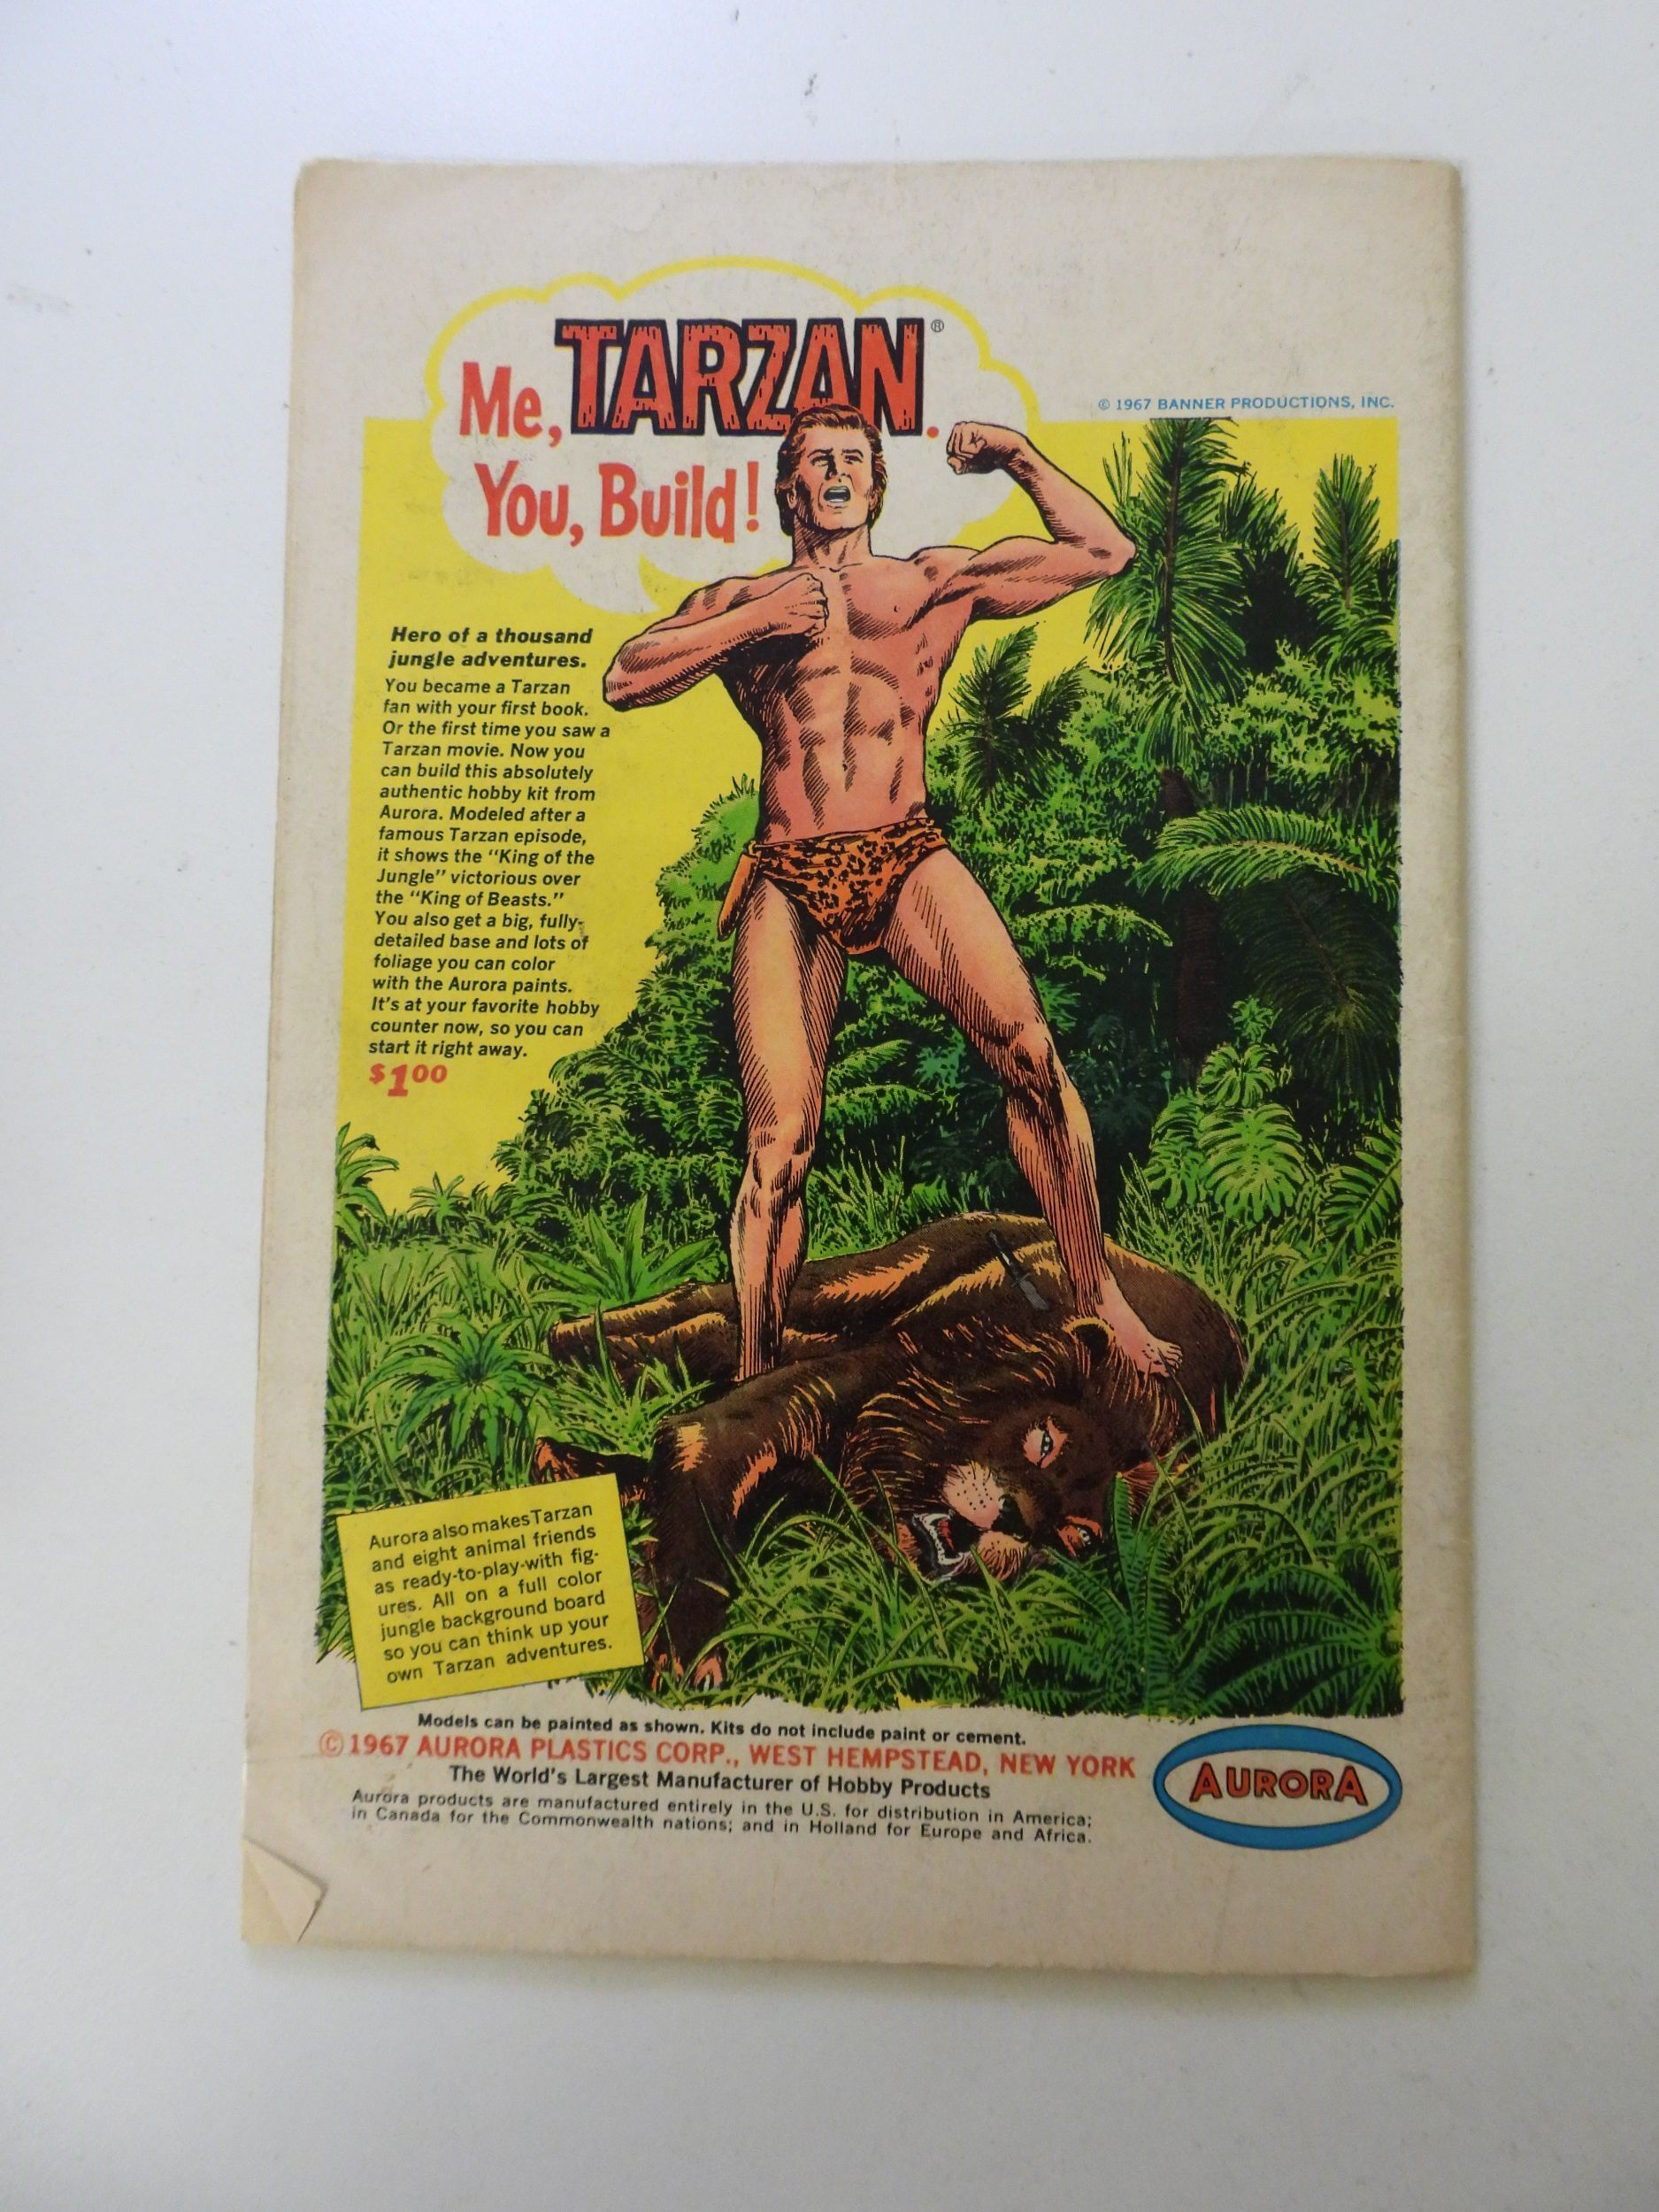 Me, TARZAN®.
You, Build!
© 1967 BANNER PRODUCTIONS, INC.
Hero of a thousand
jungle adventures.
You became a Tarzan
fan with your first book.
Or the first time you saw a
Tarzan movie. Now you
can build this absolutely
authentic hobby kit from
Aurora. Modeled after a
famous Tarzan episode,
it shows the "King of the
Jungle" victorious over
the "King of Beasts."
You also get a big, fully-
detailed base and lots of
foliage you can color
with the Aurora paints.
It's at your favorite hobby
counter now, so you can
start it right away.
$1.00
Aurora also makes Tarzan
and eight animal friends
as ready-to-play-with fig-
ures. All on a full color
jungle background board
so you can think up your
own Tarzan adventures.
Models can be painted as shown. Kits do not include paint or cement.
© 1967 AURORA PLASTICS CORP., WEST HEMPSTEAD, NEW YORK
The World's Largest Manufacturer of Hobby Products
Aurora products are manufactured entirely in the U.S. for distribution in America;
in Canada for the Commonwealth nations; and in Holland for Europe and Africa.
AURORA